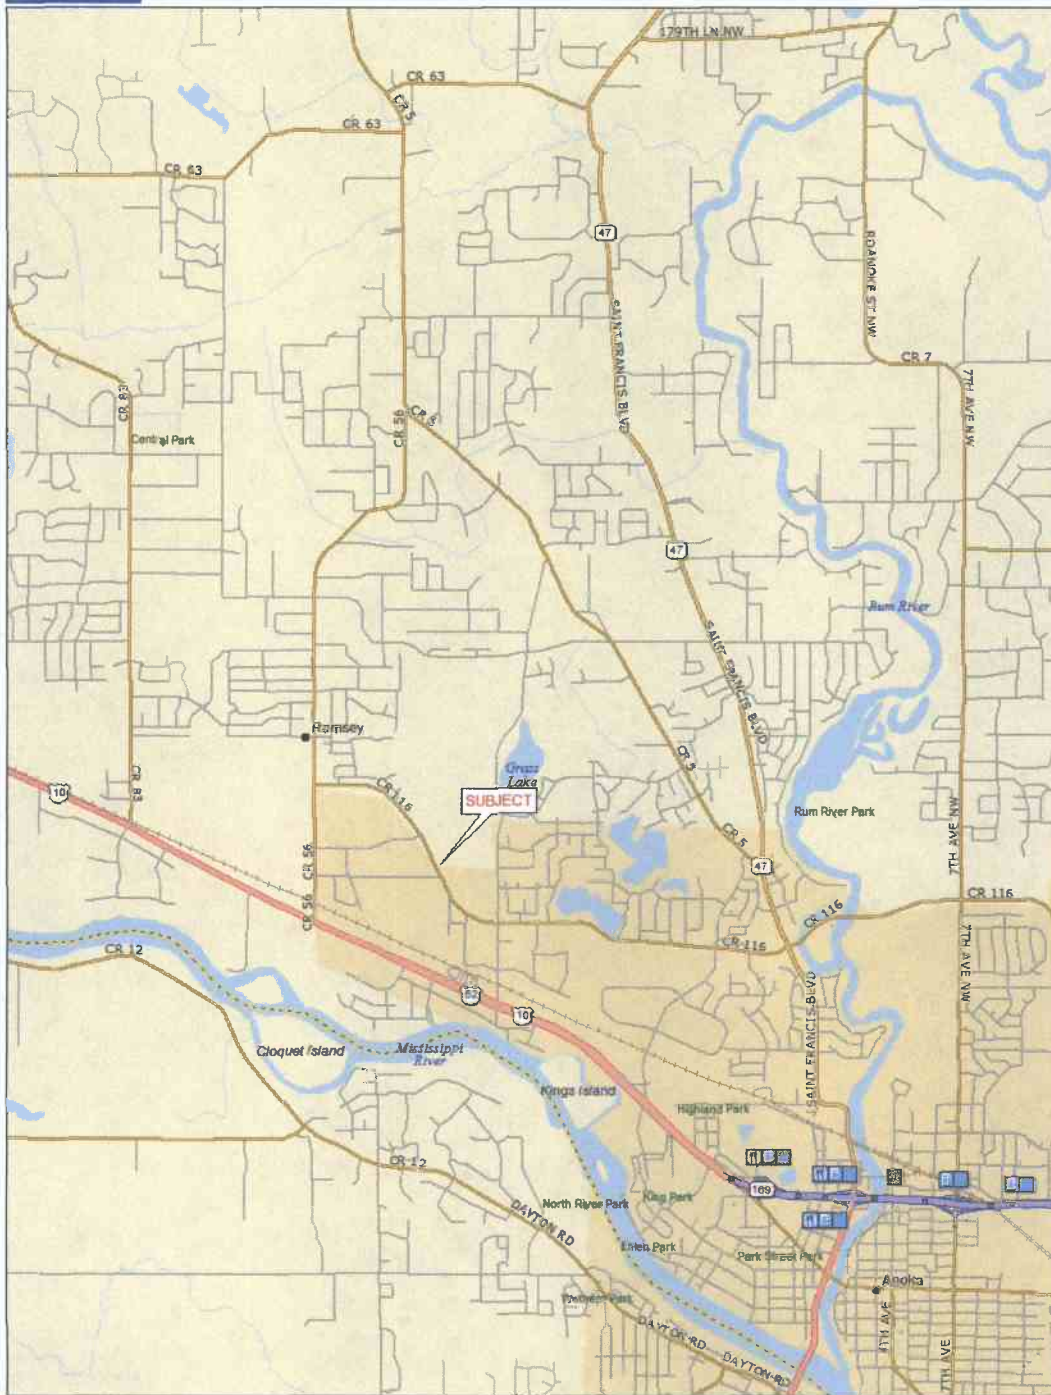 179TH LN NW
CR 63
CR 5
CR 63
CR 63
47
ROANOKE ST NW
SAINT FRANCIS BLVD
CR 7
7TH AVE NW
CR 83
CR 56
CR 5
Central Park
47
Rum River
SAINT FRANCIS BLVD
Ramsey
CR 5
Grass
Lake
CR 83
10
CR 116
SUBJECT
Rum River Park
7TH AVE NW
CR 5
47
CR 56
CR 116
CR 116
CR 56
CR 116
7TH AVE NW
CR 12
SAINT FRANCIS BLVD
52
10
Cloquet Island
Mississippi
River
Kings Island
Highland Park
CR 12
169
North River Park
King Park
DAYTON RD
Park Street Park
Anoka
4TH AVE
7TH AVE
DAYTON RD
DAYTON RD